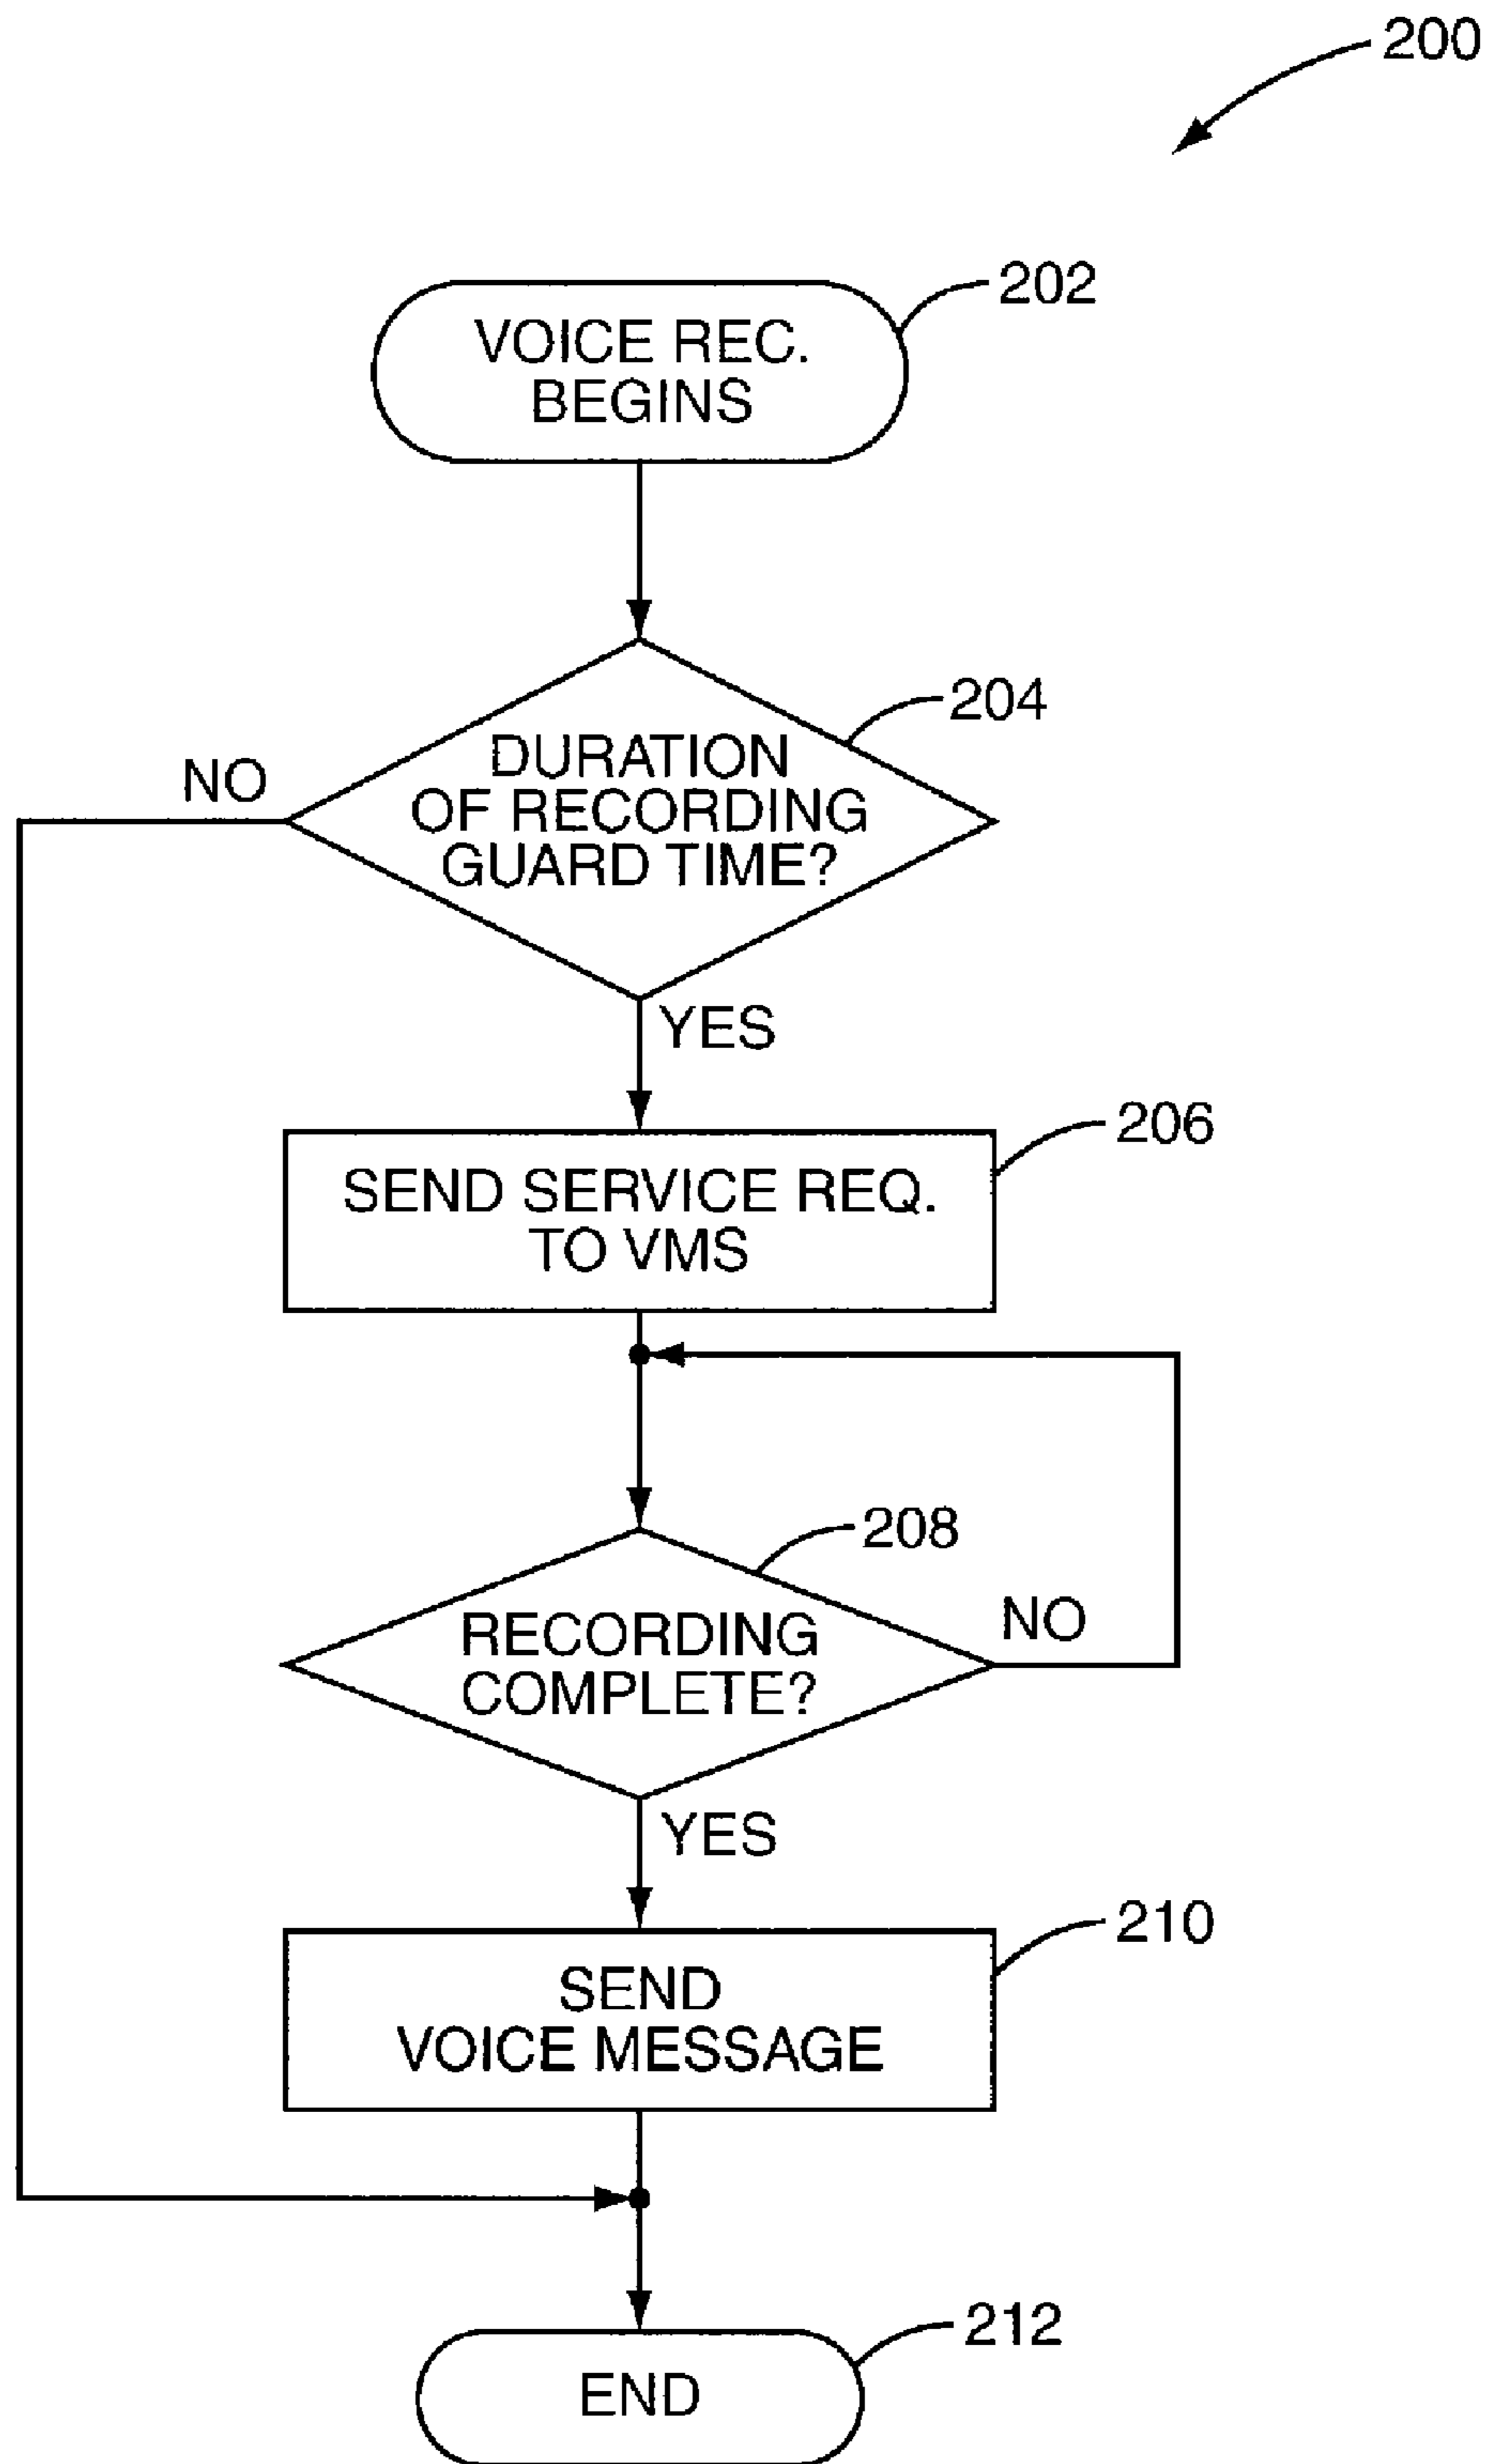 200
202
VOICE REC.
BEGINS
204
NO
DURATION
OF RECORDING
GUARD TIME?
YES
206
SEND SERVICE REQ.
TO VMS
208
RECORDING
COMPLETE?
NO
YES
210
SEND
VOICE MESSAGE
212
END